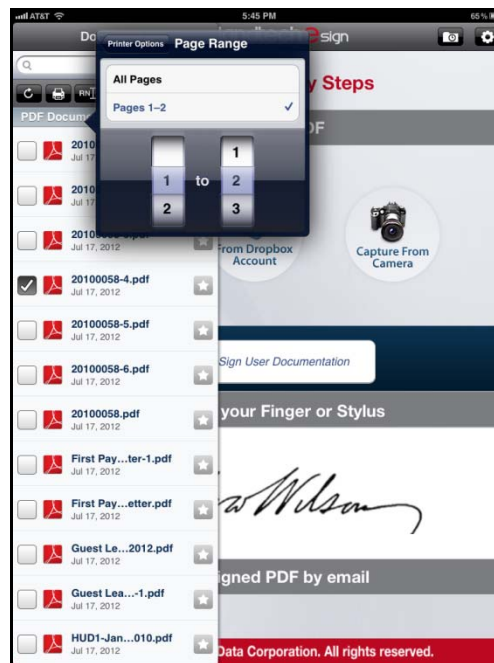 AT&T
5:45 PM
65%
Do
Printer Options
Page Range
sign
All Pages
Pages 1–2
y Steps
RN
PDF Docum
DF
1
1
to
2
2
3
2010
Jul 17, 2012
2010
Jul 17, 2012
Jul 17, 2012
From Dropbox
Account
Capture From
Camera
20100058-4.pdf
Jul 17, 2012
20100058-5.pdf
Jul 17, 2012
20100058-6.pdf
Jul 17, 2012
Sign User Documentation
20100058.pdf
Jul 17, 2012
your Finger or Stylus
First Pay...ter-1.pdf
Jul 17, 2012
First Pay...etter.pdf
Jul 17, 2012
Wilson
Guest Le...2012.pdf
Jul 17, 2012
Guest Lea...-1.pdf
Jul 17, 2012
igned PDF by email
HUD1-Jan...010.pdf
Jul 17, 2012
Data Corporation. All rights reserved.